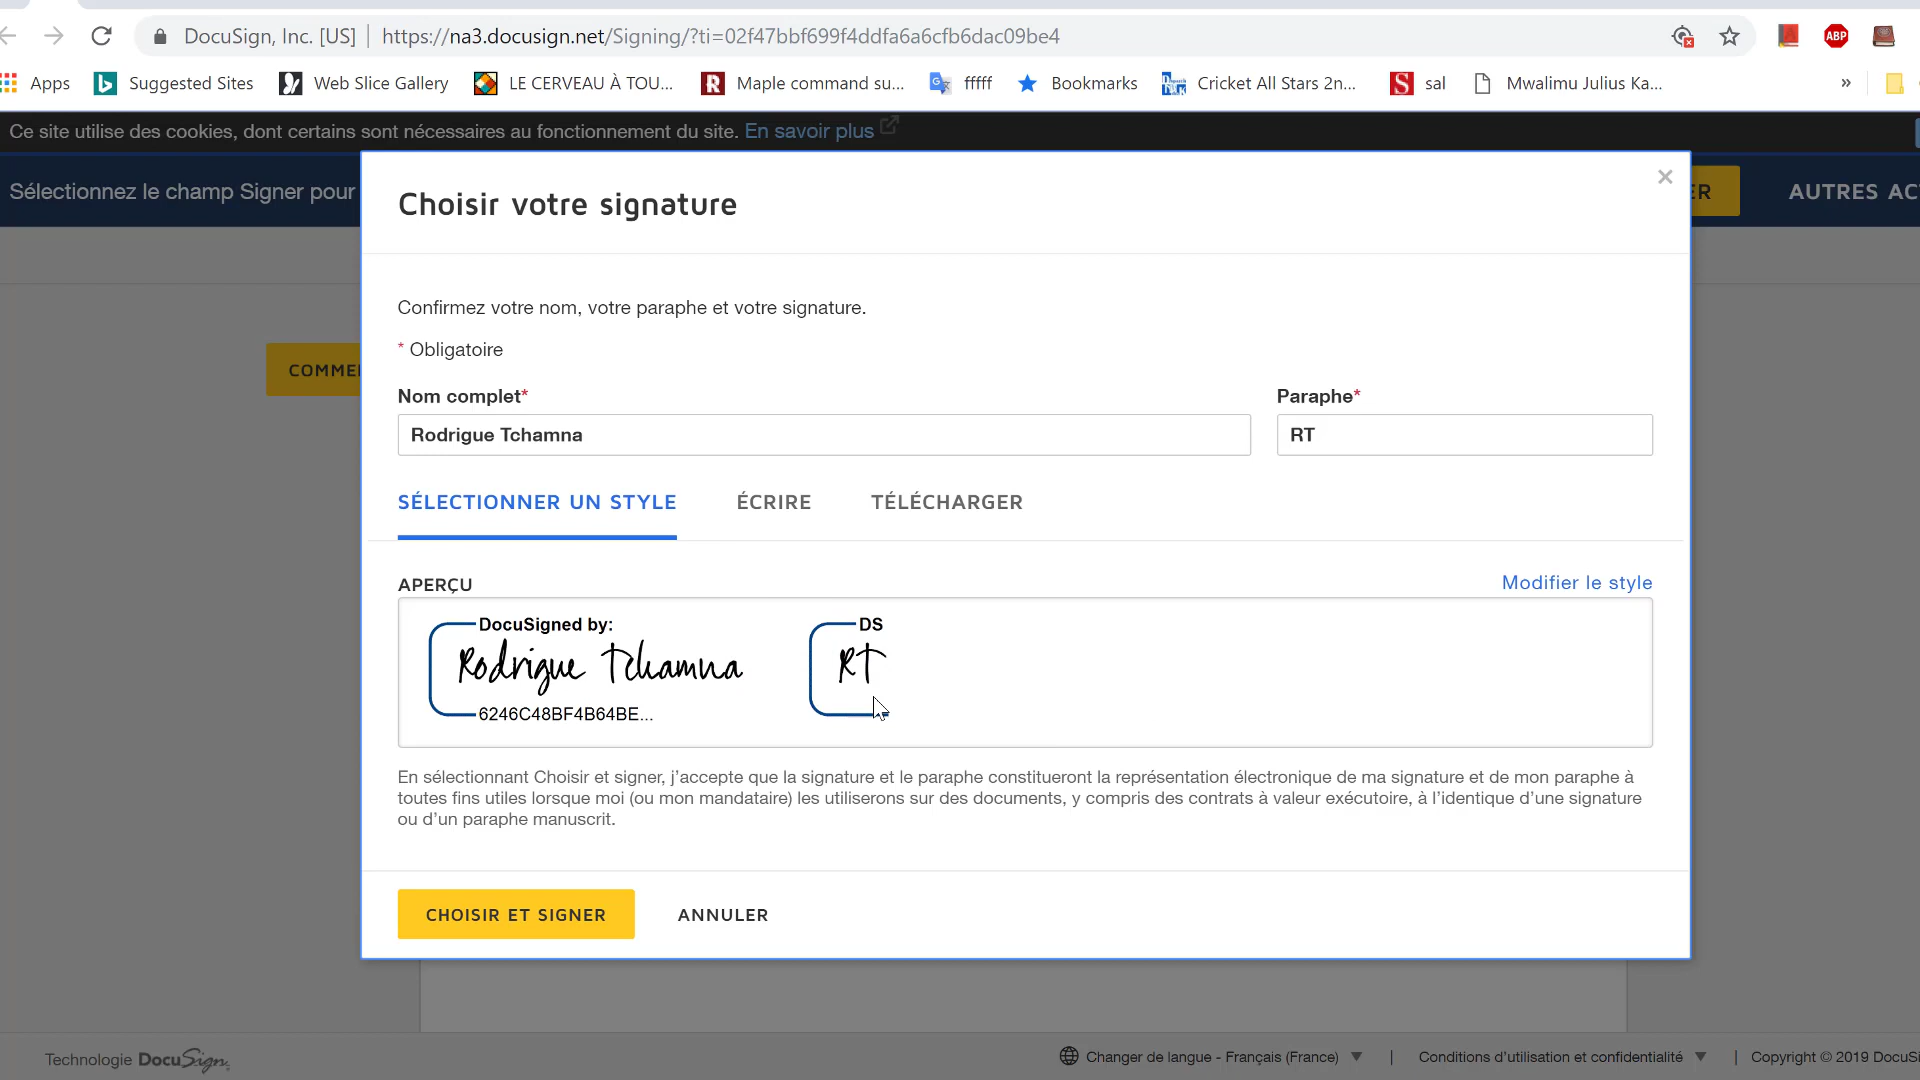 DocuSign, Inc. [US] | https://na3.docusign.net/Signing/?ti=02f47bbf699f4ddfa6a6cfb6dac09be4
ABP
Apps Suggested Sites Web Slice Gallery LE CERVEAU À TOU... Maple command su... fffff Bookmarks Cricket All Stars 2n... sal Mwalimu Julius Ka... »
Ce site utilise des cookies, dont certains sont nécessaires au fonctionnement du site. En savoir plus
Sélectionnez le champ Signer pour
ER
AUTRES AC
COMME
Choisir votre signature
×
Confirmez votre nom, votre paraphe et votre signature.
* Obligatoire
Nom complet* Paraphe*
Rodrigue Tchamna RT
SÉLECTIONNER UN STYLE ÉCRIRE TÉLÉCHARGER
APERÇU Modifier le style
DocuSigned by: DS
Rodrigue Tchamna RT
6246C48BF4B64BE...
En sélectionnant Choisir et signer, j’accepte que la signature et le paraphe constitueront la représentation électronique de ma signature et de mon paraphe à
toutes fins utiles lorsque moi (ou mon mandataire) les utiliserons sur des documents, y compris des contrats à valeur exécutoire, à l’identique d’une signature
ou d’un paraphe manuscrit.
CHOISIR ET SIGNER ANNULER
Technologie DocuSign. Changer de langue - Français (France) ▼ | Conditions d’utilisation et confidentialité ▼ | Copyright © 2019 DocuSi